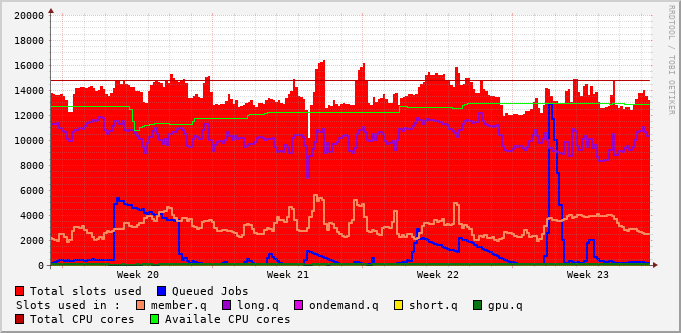 20000
18000
16000
14000
12000
10000
8000
6000
4000
2000
0
Week 20 Week 21 Week 22 Week 23
Total slots used Queued Jobs
Slots used in : member.q long.q ondemand.q short.q gpu.q
Total CPU cores Availale CPU cores
RRDTOOL / TOBI OETIKER